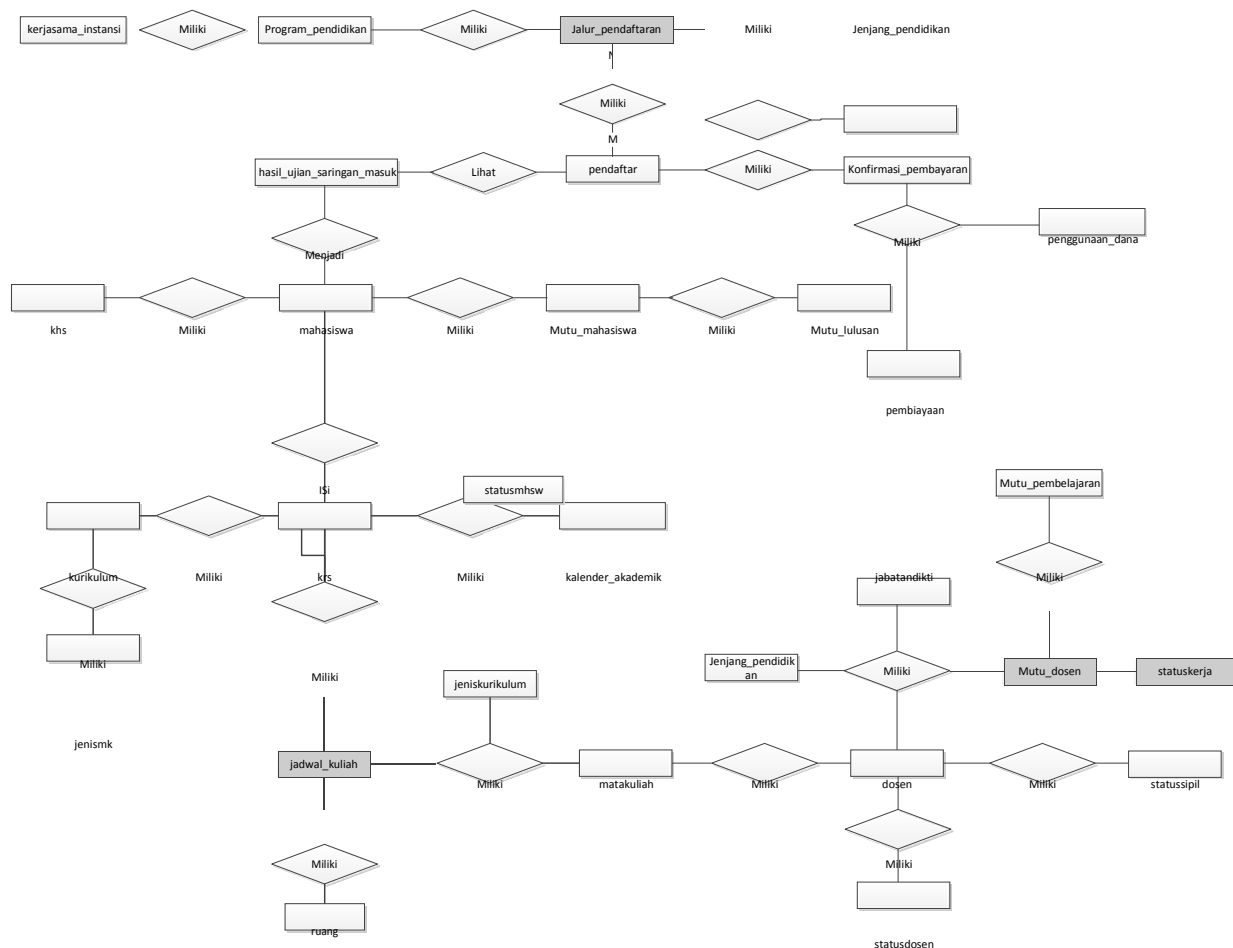 kerjasama_instansi
Miliki
Program_pendidikan
Miliki
Jalur_pendaftaran
Miliki
Jenjang_pendidikan
N
Miliki
M
hasil_ujian_saringan_masuk
Lihat
pendaftar
Miliki
Konfirmasi_pembayaran
Miliki
penggunaan_dana
Menjadi
khs
Miliki
mahasiswa
Miliki
Mutu_mahasiswa
Miliki
Mutu_lulusan
pembiayaan
ISi
statusmhsw
Mutu_pembelajaran
kurikulum
Miliki
krs
Miliki
kalender_akademik
jabatandikti
Miliki
Miliki
Miliki
jeniskurikulum
Jenjang_pendidik
an
Miliki
Mutu_dosen
statuskerja
jenismk
jadwal_kuliah
Miliki
matakuliah
Miliki
dosen
Miliki
statussipil
Miliki
Miliki
ruang
statusdosen